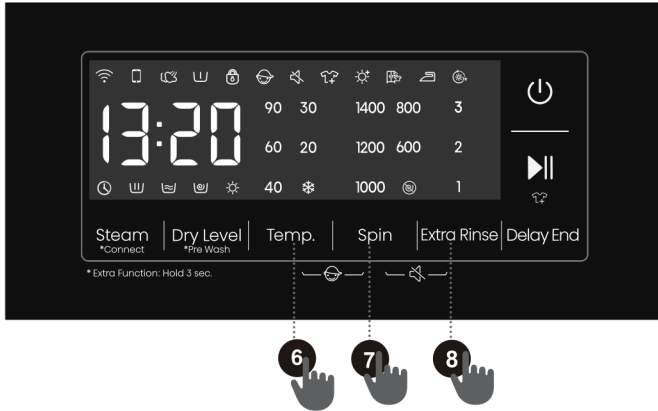 13:20
90 30 1400 800 3
60 20 1200 600 2
40 1000 1
Steam Dry Level Temp. Spin Extra Rinse Delay End
*Connect *Pre Wash
* Extra Function: Hold 3 sec.
6 7 8